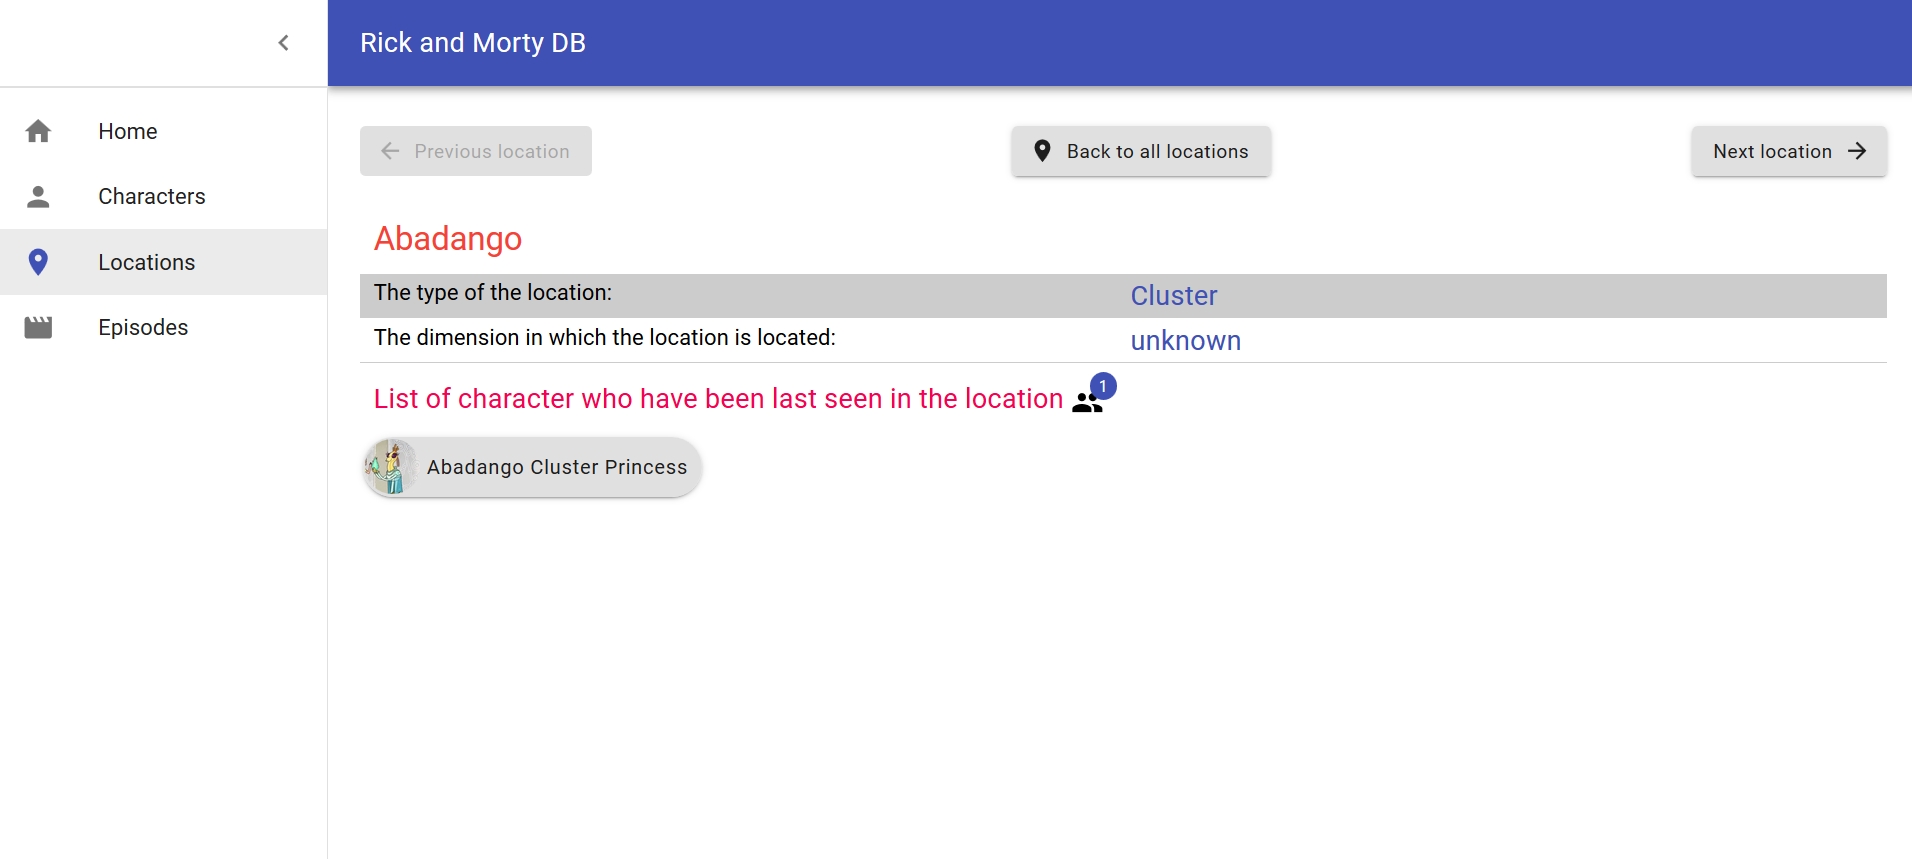 Rick and Morty DB
Home
Characters
Locations
Episodes
Previous location
Back to all locations
Next location
Abadango
The type of the location: Cluster
The dimension in which the location is located: unknown
List of character who have been last seen in the location 1
Abadango Cluster Princess